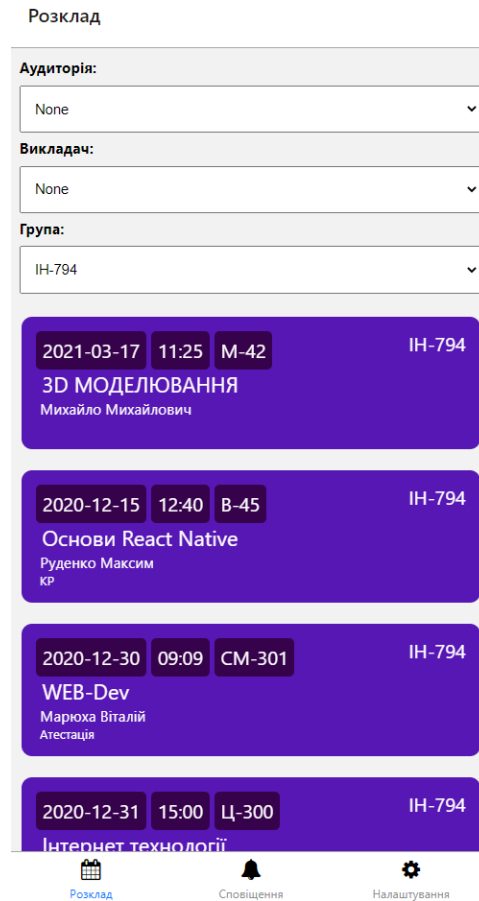 Розклад
Аудиторія:
None
Викладач:
None
Група:
ІН-794
2021-03-17 11:25 М-42 ІН-794
3D МОДЕЛЮВАННЯ
Михайло Михайлович
2020-12-15 12:40 В-45 ІН-794
Основи React Native
Руденко Максим
КР
2020-12-30 09:09 СМ-301 ІН-794
WEB-Dev
Марюха Віталій
Атестація
2020-12-31 15:00 Ц-300 ІН-794
Інтернет технології
Розклад Сповіщення Налаштування